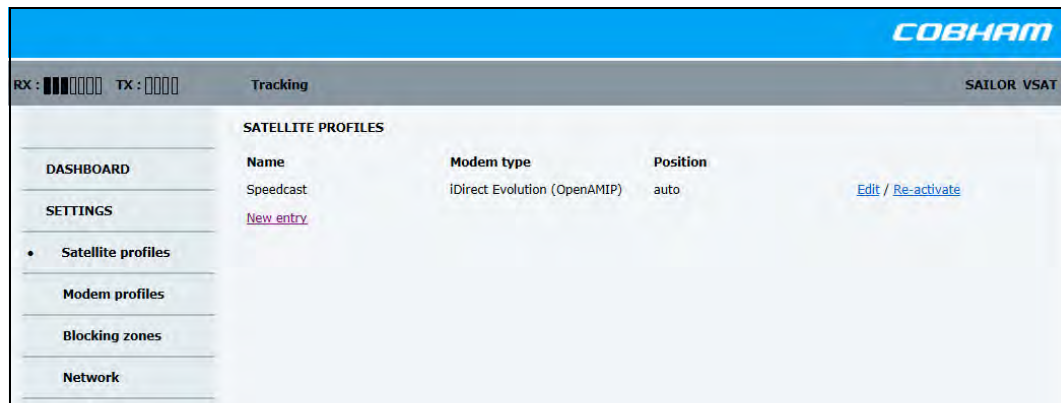 COBHAM
RX : TX : Tracking SAILOR VSAT
SATELLITE PROFILES
DASHBOARD
SETTINGS
Satellite profiles
Modem profiles
Blocking zones
Network
Name Modem type Position
Speedcast iDirect Evolution (OpenAMIP) auto Edit / Re-activate
New entry